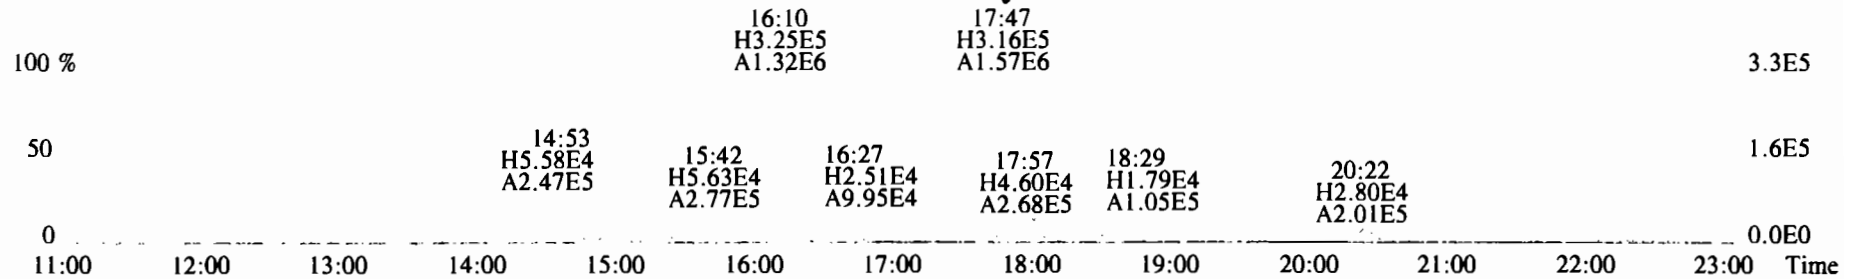 16:10 17:47
H3.25E5 H3.16E5
A1.32E6 A1.57E6
100 % 3.3E5
14:53
50 1.6E5
H5.58E4 15:42 16:27 17:57 18:29
A2.47E5 H5.63E4 H2.51E4 H4.60E4 H1.79E4 20:22
A2.77E5 A9.95E4 A2.68E5 A1.05E5 H2.80E4
A2.01E5
0 0.0E0
11:00 12:00 13:00 14:00 15:00 16:00 17:00 18:00 19:00 20:00 21:00 22:00 23:00 Time